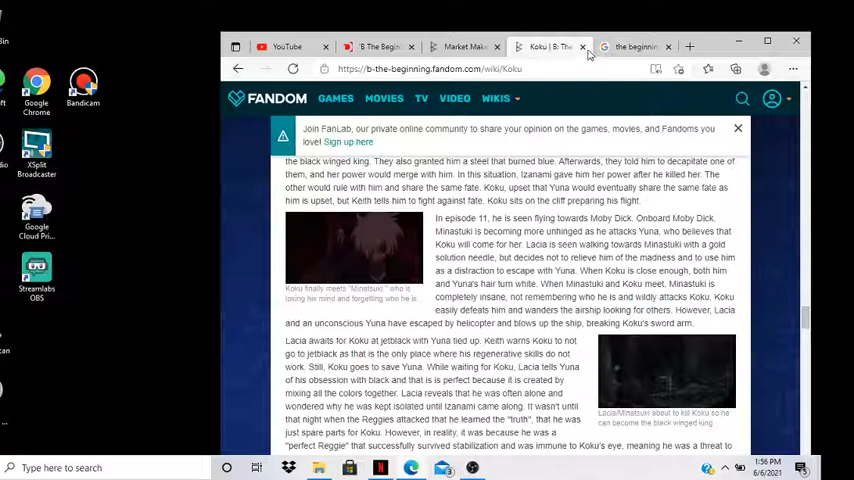 YouTube
'B The Begin
Market Make
Koku | B: The
the beginnin
https://b-the-beginning.fandom.com/wiki/Koku
FANDOM
GAMES
MOVIES
TV
VIDEO
WIKIS
Join FanLab, our private online community to share your opinion on the games, movies, and Fandoms you
love! Sign up here
the black winged king. They also granted him a steel that burned blue. Afterwards, they told him to decapitate one of
them, and her power would merge with him. In this situation, Izanami gave him her power after he killed her. The
other would rule with him and share the same fate. Koku, upset that Yuna would eventually share the same fate as
him is upset, but Keith tells him to fight against fate. Koku sits on the cliff preparing his flight.
In episode 11, he is seen flying towards Moby Dick. Onboard Moby Dick.
Minastuki is becoming more unhinged as he attacks Yuna, who believes that
Koku will come for her. Lacia is seen walking towards Minastuki with a gold
solution needle, but decides not to relieve him of the madness and to use him
as a distraction to escape with Yuna. When Koku is close enough, both him
and Yuna's hair turn white. When Minastuki and Koku meet. Minastuki is
completely insane, not remembering who he is and wildly attacks Koku. Koku
easily defeats him and wanders the airship looking for others. However, Lacia
and an unconscious Yuna have escaped by helicopter and blows up the ship, breaking Koku's sword arm.
Koku finally meets "Minetsuki," who is
losing his mind and forgetting who he is.
Lacia awaits for Koku at jetblack with Yuna tied up. Keith warns Koku to not
go to jetblack as that is the only place where his regenerative skills do not
work. Still, Koku goes to save Yuna. While waiting for Koku, Lacia tells Yuna
of his obsession with black and that is is perfect because it is created by
mixing all the colors together. Lacia reveals that he was often alone and
wondered why he was kept isolated until Izanami came along. It wasn't until
that night when the Reggies attacked that he learned the "truth", that he was
just spare parts for Koku. However, in reality, it was because he was a
"perfect Reggie" that successfully survived stabilization and was immune to Koku's eye, meaning he was a threat to
Lacia/Minatsuki about to kill Koku so he
can become the black winged king
Bin
Google
Chrome
Bandicam
XSplit
Broadcaster
Google
Cloud Pri...
Streamlabs
OBS
can
...
Type here to search
3
1:56 PM
6/6/2021
5